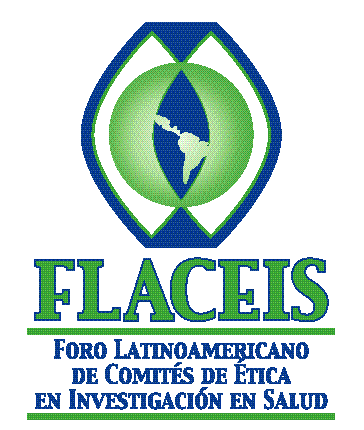 FLACEIS
FORO LATINOAMERICANO
DE COMITÉS DE ÉTICA
EN INVESTIGACIÓN EN SALUD